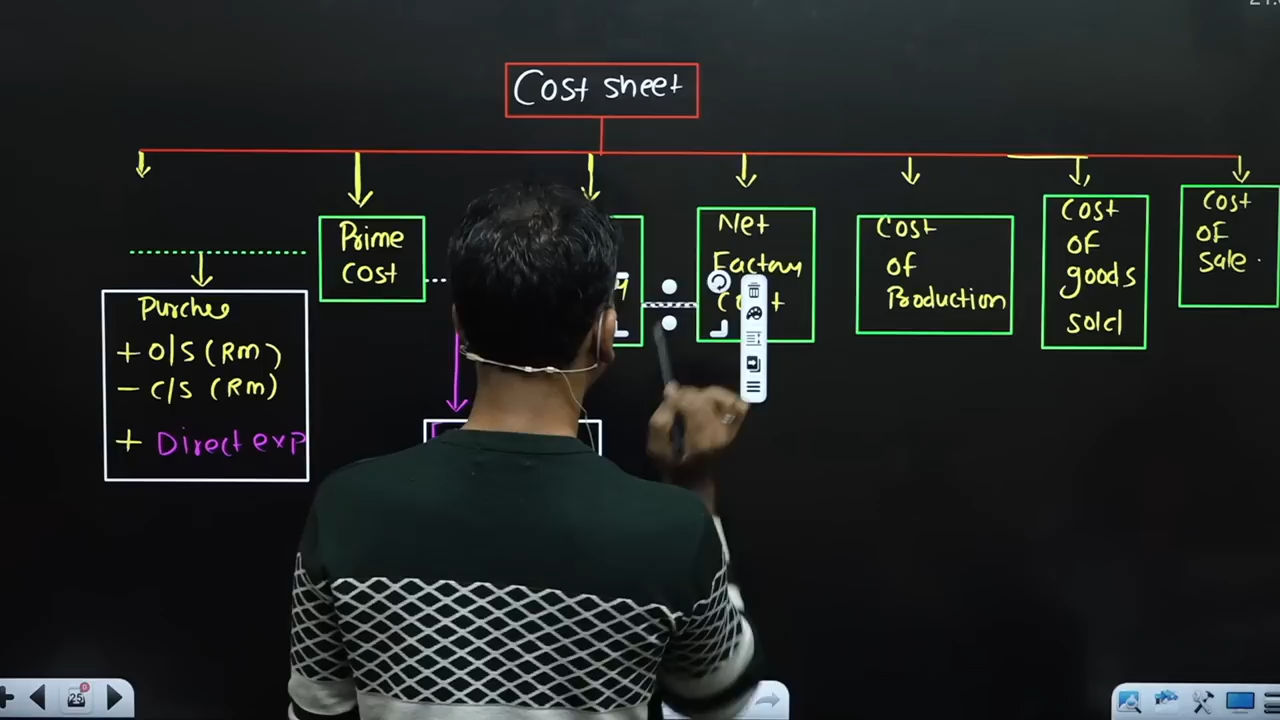 Cost sheet
Prime
cost
Net
Factory
Cost
OF
Production
Cost
OF
goods
sold
Cost
OF
Sale.
+ O/S (Rm)
- C/S (Rm)
+ Direct exp
25